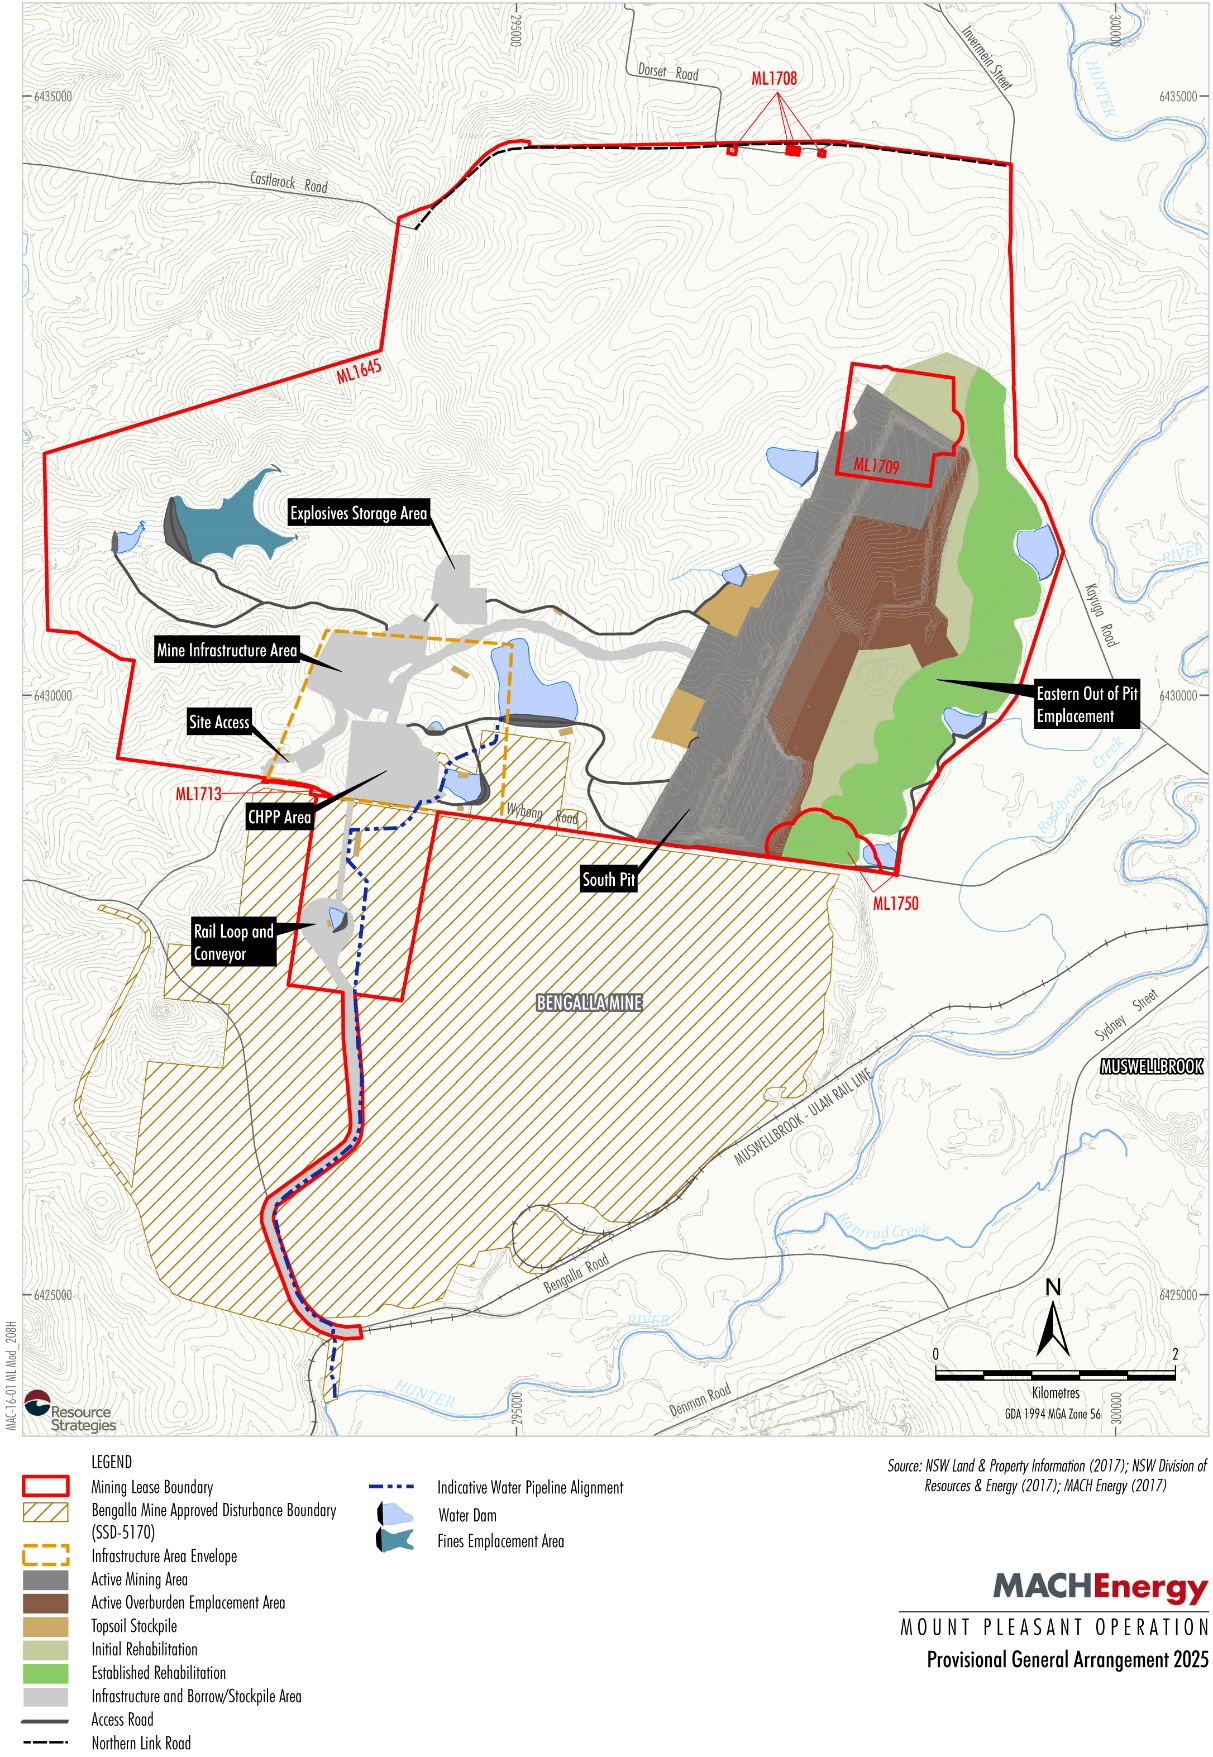 295000
300000
Invermein Street
Dorset Road
ML1708
HUNTER
6435000
6435000
Castlerock Road
ML1645
ML1709
Explosives Storage Area
RIVER
Kayuga Road
Mine Infrastructure Area
6430000
6430000
Eastern Out of Pit
Emplacement
Site Access
Rosebrook Creek
ML1713
CHPP Area
Wybong Road
South Pit
ML1750
Rail Loop and
Conveyor
BENGALLA MINE
Sydney Street
MUSWELLBROOK
MUSWELLBROOK - ULAN RAIL LINE
Ramrod Creek
Bengalla Road
N
6425000
6425000
RIVER
0
2
Kilometres
GDA 1994 MGA Zone 56
HUNTER
Denman Road
295000
300000
MAC-16-01 ML Mod_208H
Resource
Strategies
LEGEND
Mining Lease Boundary
Bengalla Mine Approved Disturbance Boundary
(SSD-5170)
Infrastructure Area Envelope
Active Mining Area
Active Overburden Emplacement Area
Topsoil Stockpile
Initial Rehabilitation
Established Rehabilitation
Infrastructure and Borrow/Stockpile Area
Access Road
Northern Link Road
Indicative Water Pipeline Alignment
Water Dam
Fines Emplacement Area
Source: NSW Land & Property Information (2017); NSW Division of
Resources & Energy (2017); MACH Energy (2017)
MACHEnergy
MOUNT PLEASANT OPERATION
Provisional General Arrangement 2025